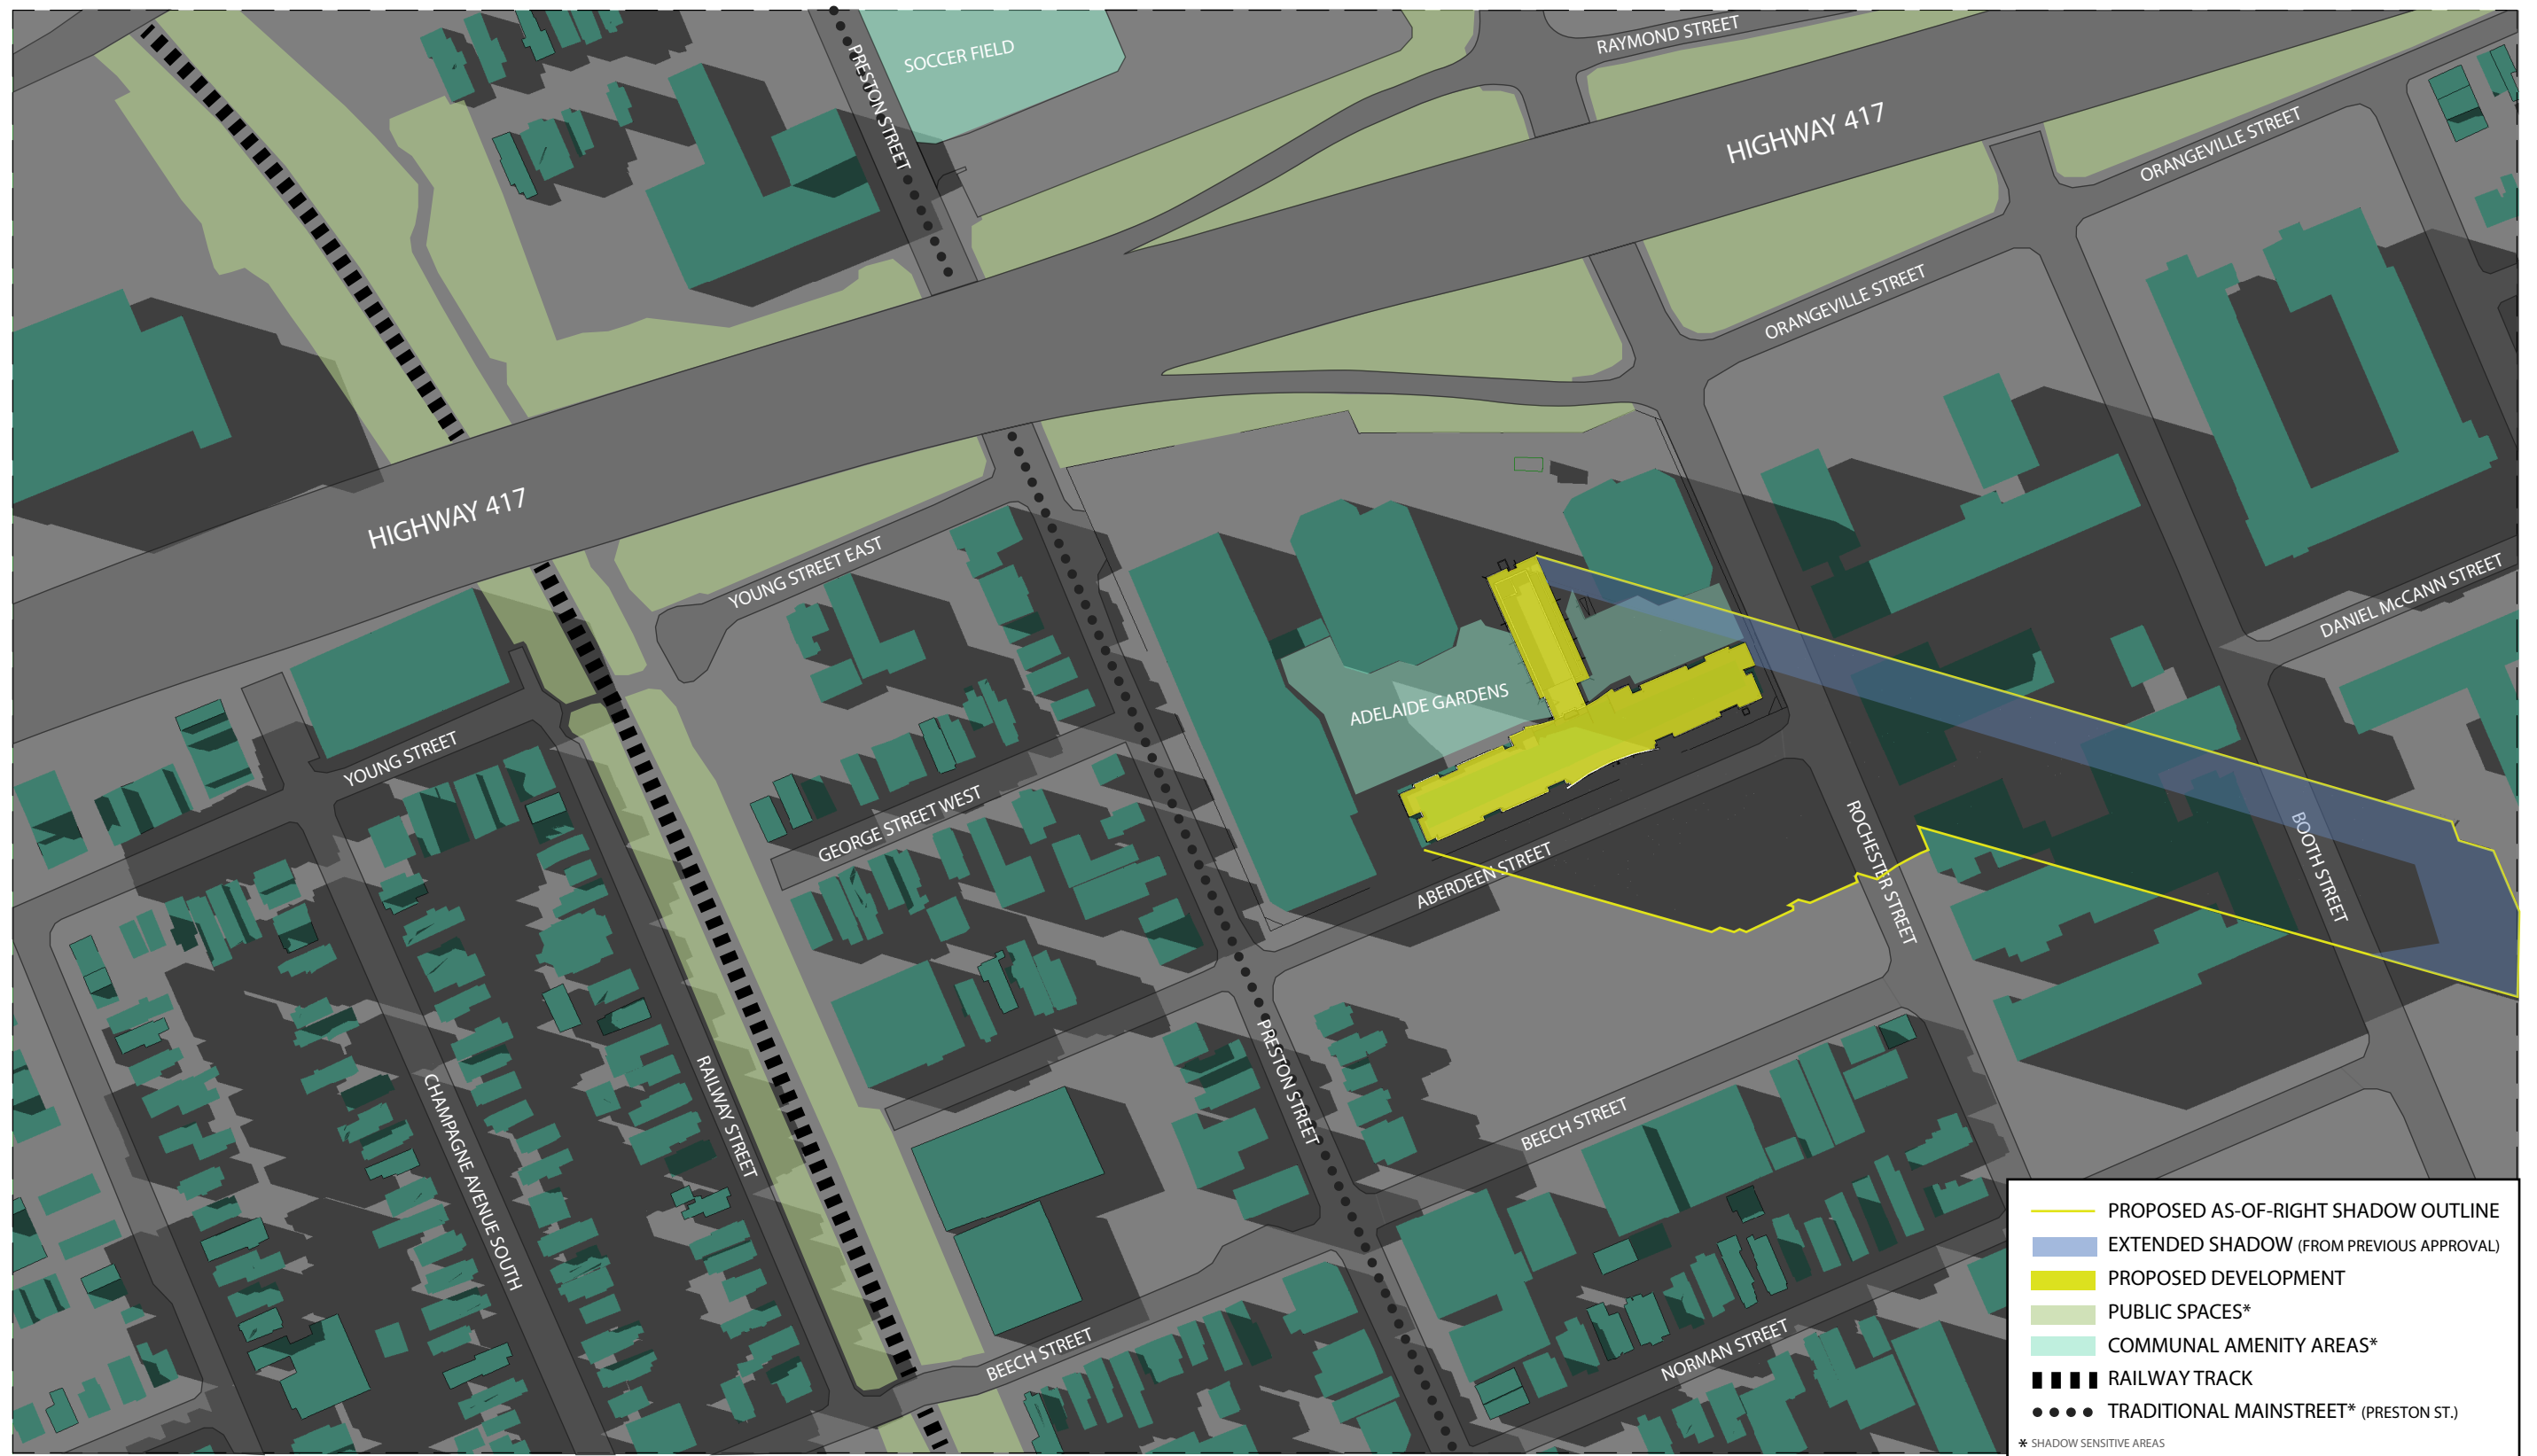 RAYMOND STREET
SOCCER FIELD
PRESTON STREET
HIGHWAY 417
ORANGEVILLE STREET
ORANGEVILLE STREET
HIGHWAY 417
YOUNG STREET EAST
DANIEL McCANN STREET
ADELAIDE GARDENS
YOUNG STREET
GEORGE STREET WEST
ABERDEEN STREET
ROCHESTER STREET
BOOTH STREET
PRESTON STREET
RAILWAY STREET
CHAMPAGNE AVENUE SOUTH
BEECH STREET
BEECH STREET
NORMAN STREET
PROPOSED AS-OF-RIGHT SHADOW OUTLINE
EXTENDED SHADOW (FROM PREVIOUS APPROVAL)
PROPOSED DEVELOPMENT
PUBLIC SPACES*
COMMUNAL AMENITY AREAS*
RAILWAY TRACK
TRADITIONAL MAINSTREET* (PRESTON ST.)
* SHADOW SENSITIVE AREAS